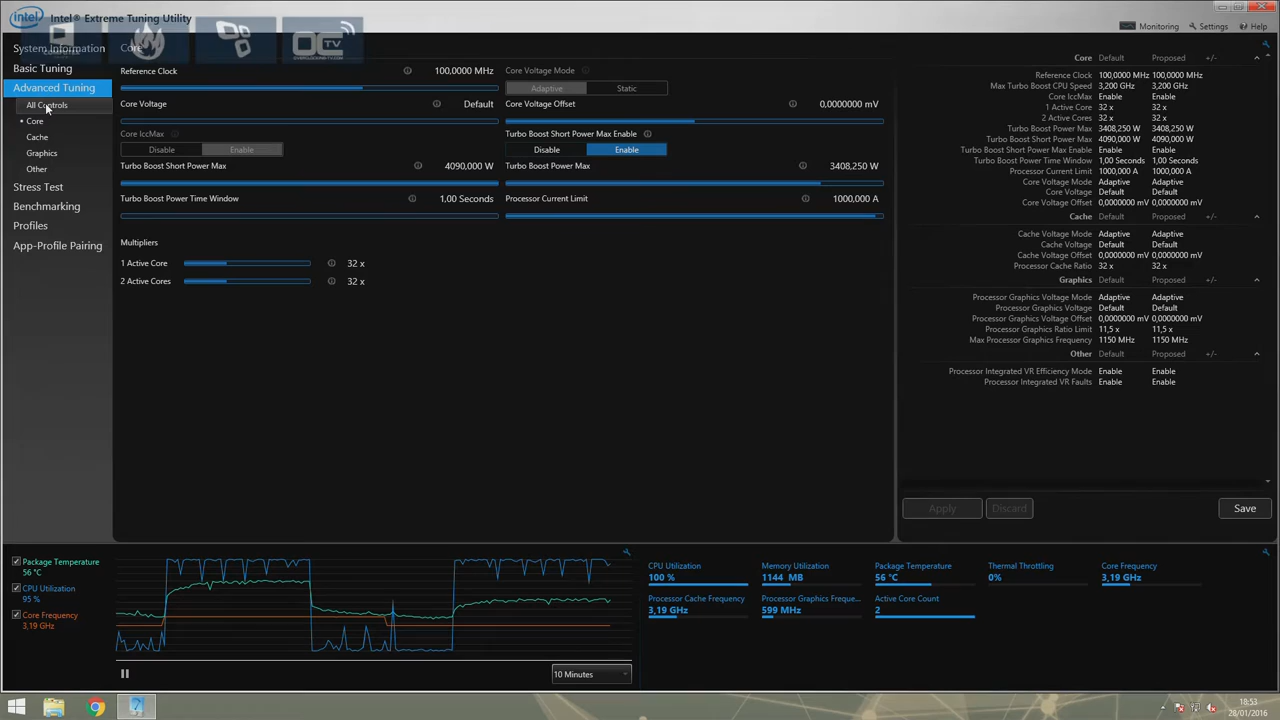 intel Intel® Extreme Tuning Utility
Monitoring Settings Help
System Information
Basic Tuning
Advanced Tuning
All Controls
Core
Cache
Graphics
Other
Stress Test
Benchmarking
Profiles
App-Profile Pairing
OC
TV
OVERCLOCKING-TV.COM
Core
Reference Clock 100,0000 MHz
Core Voltage Mode
Adaptive Static
Core Voltage Default
Core Voltage Offset 0,0000000 mV
Core IccMax
Disable Enable
Turbo Boost Short Power Max Enable
Disable Enable
Turbo Boost Short Power Max 4090,000 W
Turbo Boost Power Max 3408,250 W
Turbo Boost Power Time Window 1,00 Seconds
Processor Current Limit 1000,000 A
Multipliers
1 Active Core 32 x
2 Active Cores 32 x
Core Default Proposed +/-
Reference Clock 100,0000 MHz 100,0000 MHz
Max Turbo Boost CPU Speed 3,200 GHz 3,200 GHz
Core IccMax Enable Enable
1 Active Core 32 x 32 x
2 Active Cores 32 x 32 x
Turbo Boost Power Max 3408,250 W 3408,250 W
Turbo Boost Short Power Max 4090,000 W 4090,000 W
Turbo Boost Short Power Max Enable Enable Enable
Turbo Boost Power Time Window 1,00 Seconds 1,00 Seconds
Processor Current Limit 1000,000 A 1000,000 A
Core Voltage Mode Adaptive Adaptive
Core Voltage Default Default
Core Voltage Offset 0,0000000 mV 0,0000000 mV
Cache Default Proposed +/-
Cache Voltage Mode Adaptive Adaptive
Cache Voltage Default Default
Cache Voltage Offset 0,0000000 mV 0,0000000 mV
Processor Cache Ratio 32 x 32 x
Graphics Default Proposed +/-
Processor Graphics Voltage Mode Adaptive Adaptive
Processor Graphics Voltage Default Default
Processor Graphics Voltage Offset 0,0000000 mV 0,0000000 mV
Processor Graphics Ratio Limit 11,5 x 11,5 x
Max Processor Graphics Frequency 1150 MHz 1150 MHz
Other Default Proposed +/-
Processor Integrated VR Efficiency Mode Enable Enable
Processor Integrated VR Faults Enable Enable
Apply Discard Save
Package Temperature
56 °C
CPU Utilization
95 %
Core Frequency
3,19 GHz
10 Minutes
CPU Utilization Memory Utilization Package Temperature Thermal Throttling Core Frequency
100 % 1144 MB 56 °C 0% 3,19 GHz
Processor Cache Frequency Processor Graphics Freque... Active Core Count
3,19 GHz 599 MHz 2
18:53
28/01/2016